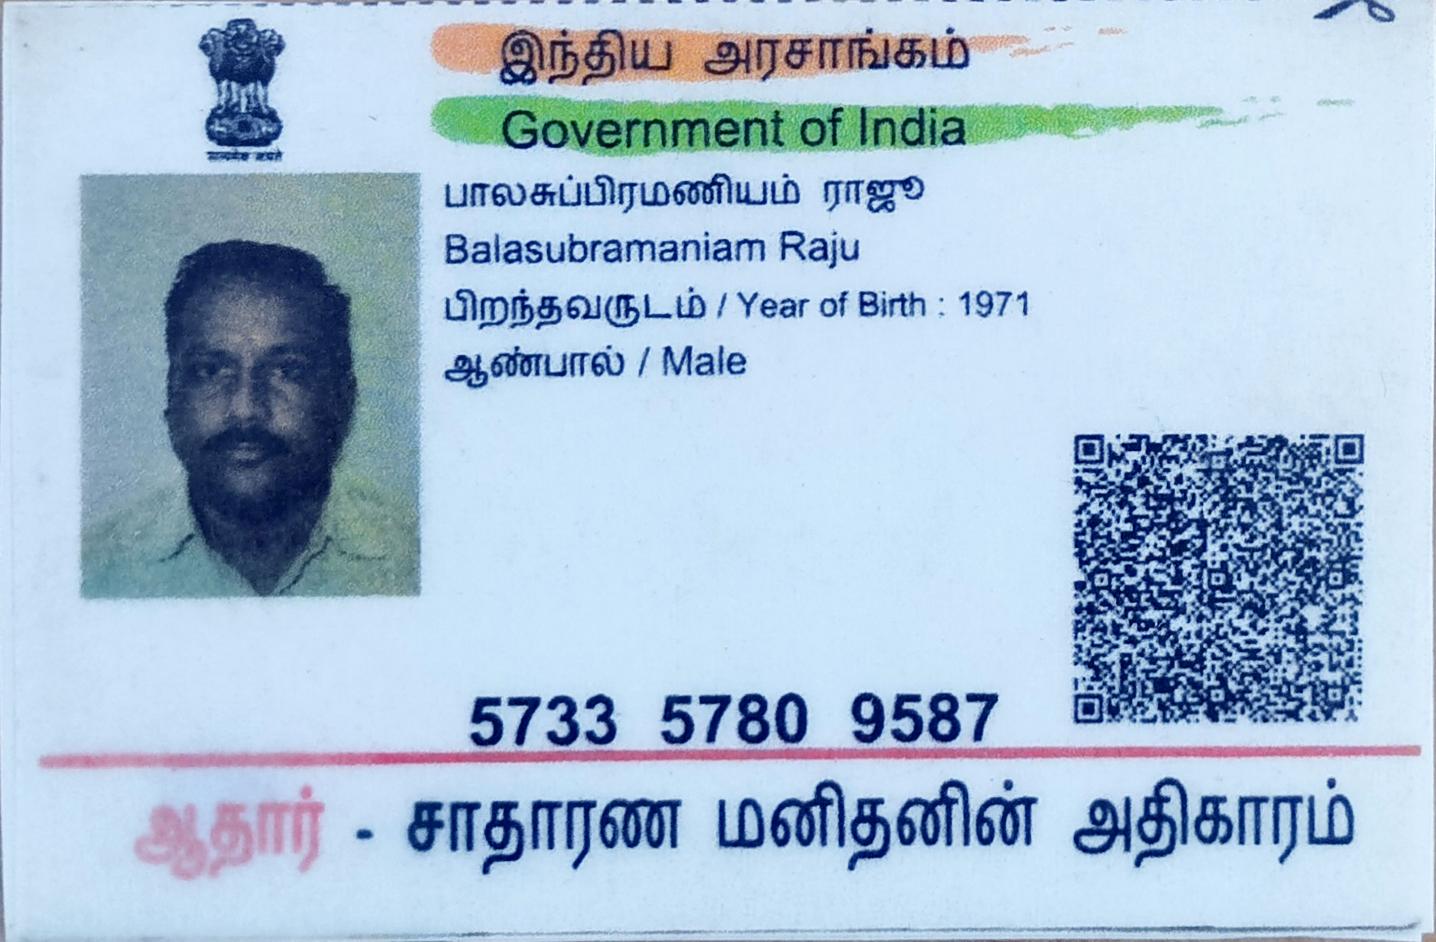 सत्यमेव जयते
இந்திய அரசாங்கம்
Government of India
பாலசுப்பிரமணியம் ராஜூ
Balasubramaniam Raju
பிறந்தவருடம் / Year of Birth : 1971
ஆண்பால் / Male
5733 5780 9587
ஆதார் - சாதாரண மனிதனின் அதிகாரம்